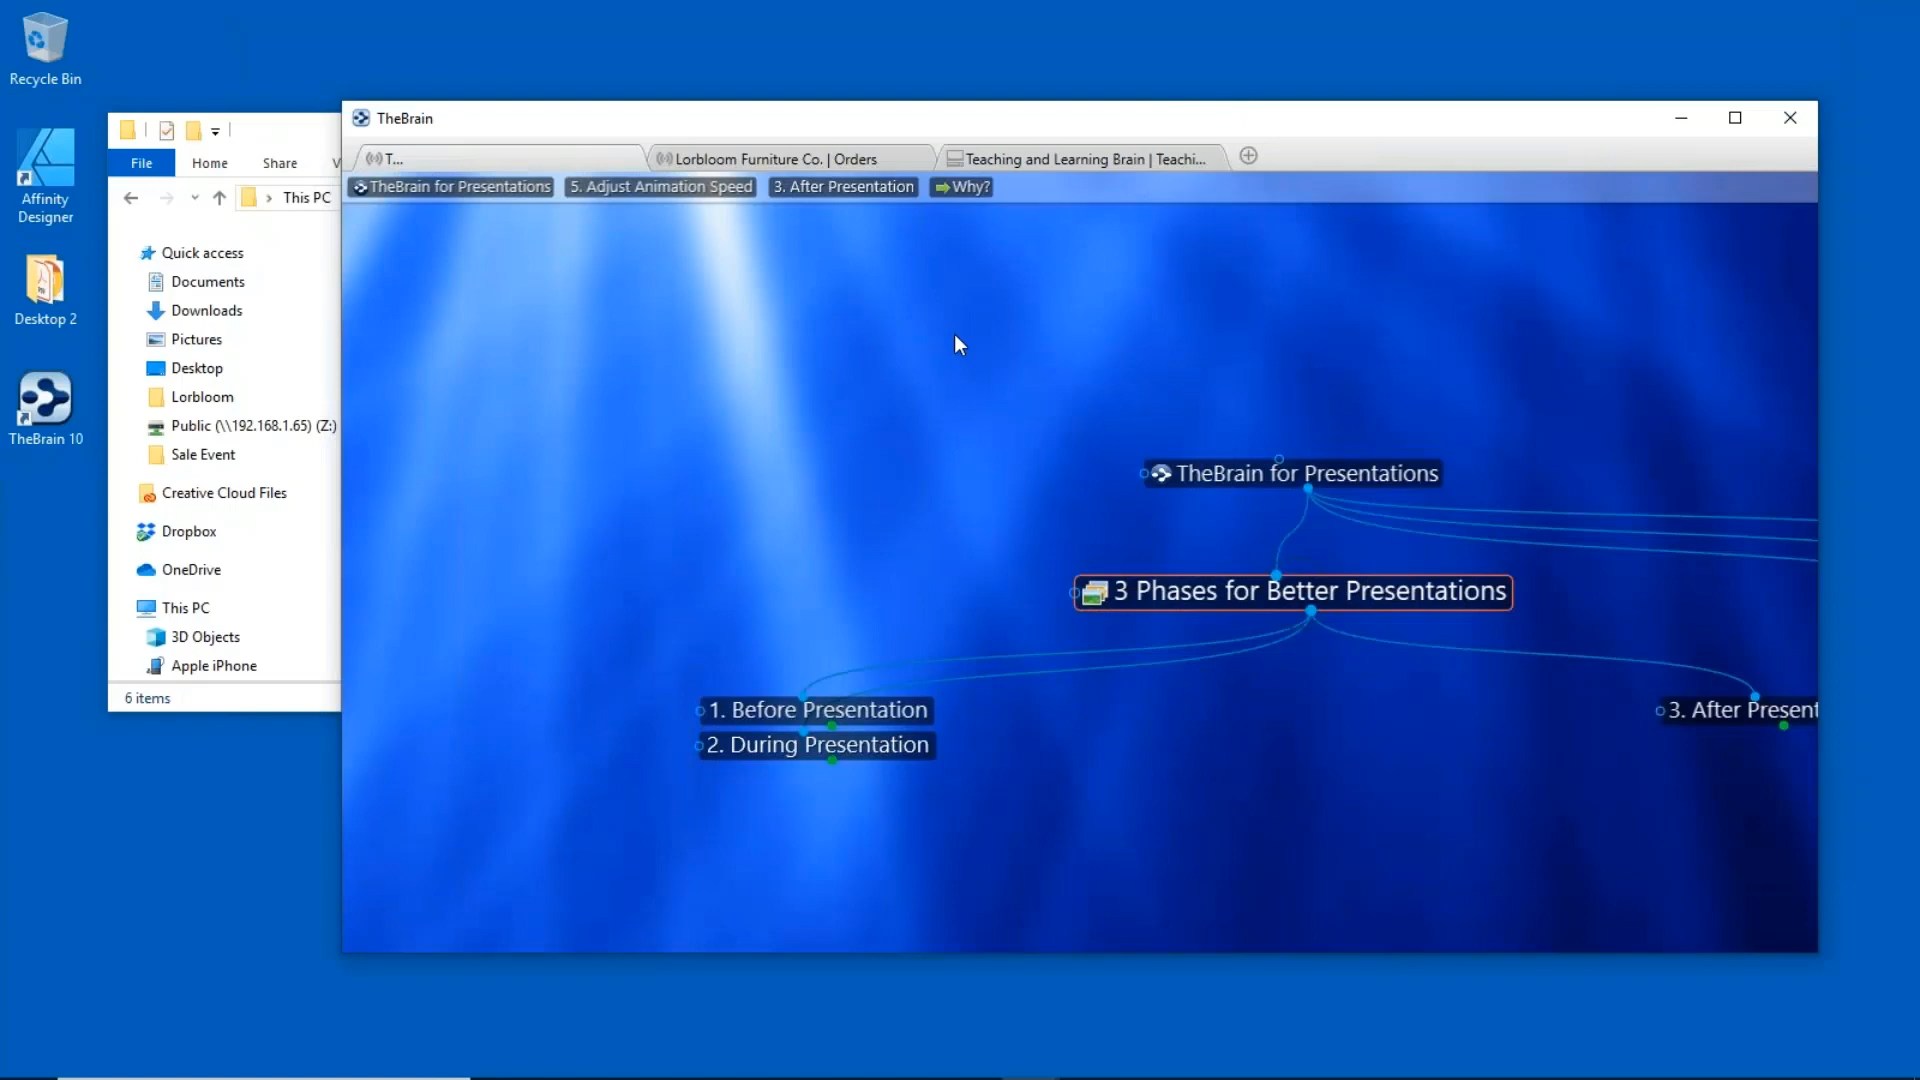 Recycle Bin
Affinity
Designer
Desktop 2
TheBrain 10
File
Home
Share
V
This PC
Quick access
Documents
Downloads
Pictures
Desktop
Lorbloom
Public (\\192.168.1.65) (Z:)
Sale Event
Creative Cloud Files
Dropbox
OneDrive
This PC
3D Objects
Apple iPhone
6 items
TheBrain
T...
Lorbloom Furniture Co. | Orders
Teaching and Learning Brain | Teachi...
TheBrain for Presentations
5. Adjust Animation Speed
3. After Presentation
Why?
TheBrain for Presentations
3 Phases for Better Presentations
1. Before Presentation
2. During Presentation
3. After Present